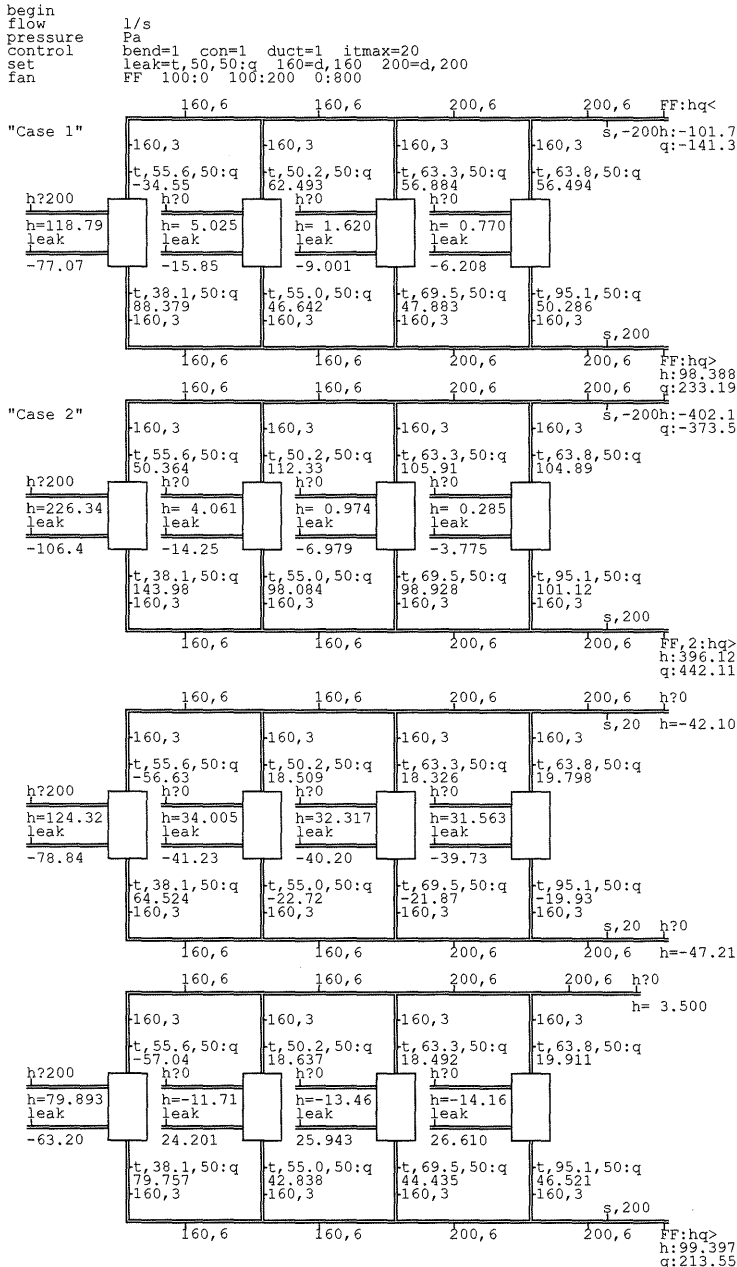 begin
flow l/s
pressure Pa
control bend=1 con=1 duct=1 itmax=20
set leak=t,50,50:q 160=d,160 200=d,200
fan FF 100:0 100:200 0:800
160,6 160,6 200,6 200,6 FF:hq<
"Case 1" s,-200h:-101.7
160,3 160,3 160,3 160,3 q:-141.3
t,55.6,50:q t,50.2,50:q t,63.3,50:q t,63.8,50:q
-34.55 62.493 56.884 56.494
h?200 h?0 h?0 h?0
h=118.79 h= 5.025 h= 1.620 h= 0.770
leak leak leak leak
-77.07 -15.85 -9.001 -6.208
t,38.1,50:q t,55.0,50:q t,69.5,50:q t,95.1,50:q
88.379 46.642 47.883 50.286
160,3 160,3 160,3 160,3
s,200
160,6 160,6 200,6 200,6 FF:hq>
h:98.388
q:233.19
160,6 160,6 200,6 200,6
"Case 2" s,-200h:-402.1
160,3 160,3 160,3 160,3 q:-373.5
t,55.6,50:q t,50.2,50:q t,63.3,50:q t,63.8,50:q
50.364 112.33 105.91 104.89
h?200 h?0 h?0 h?0
h=226.34 h= 4.061 h= 0.974 h= 0.285
leak leak leak leak
-106.4 -14.25 -6.979 -3.775
t,38.1,50:q t,55.0,50:q t,69.5,50:q t,95.1,50:q
143.98 98.084 98.928 101.12
160,3 160,3 160,3 160,3
s,200
160,6 160,6 200,6 200,6 FF,2:hq>
h:396.12
q:442.11
160,6 160,6 200,6 200,6 h?0
s,20 h=-42.10
160,3 160,3 160,3 160,3
t,55.6,50:q t,50.2,50:q t,63.3,50:q t,63.8,50:q
-56.63 18.509 18.326 19.798
h?200 h?0 h?0 h?0
h=124.32 h=34.005 h=32.317 h=31.563
leak leak leak leak
-78.84 -41.23 -40.20 -39.73
t,38.1,50:q t,55.0,50:q t,69.5,50:q t,95.1,50:q
64.524 -22.72 -21.87 -19.93
160,3 160,3 160,3 160,3
s,20 h?0
160,6 160,6 200,6 200,6 h=-47.21
160,6 160,6 200,6 200,6 h?0
h= 3.500
160,3 160,3 160,3 160,3
t,55.6,50:q t,50.2,50:q t,63.3,50:q t,63.8,50:q
-57.04 18.637 18.492 19.911
h?200 h?0 h?0 h?0
h=79.893 h=-11.71 h=-13.46 h=-14.16
leak leak leak leak
-63.20 24.201 25.943 26.610
t,38.1,50:q t,55.0,50:q t,69.5,50:q t,95.1,50:q
79.757 42.838 44.435 46.521
160,3 160,3 160,3 160,3
s,200
160,6 160,6 200,6 200,6 FF:hq>
h:99.397
q:213.55